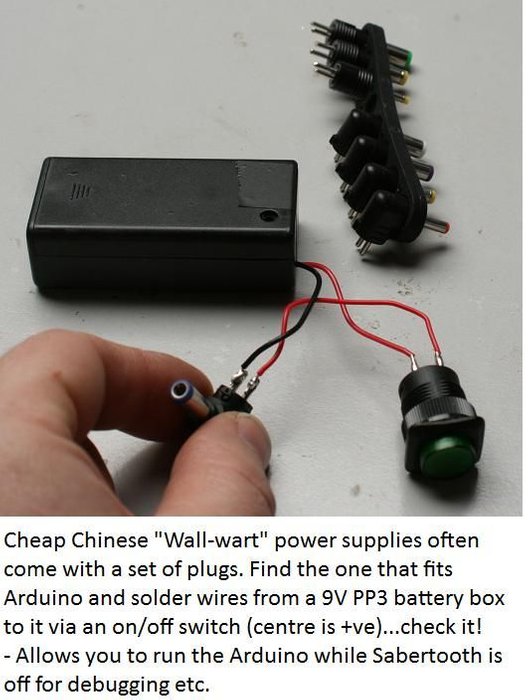 Cheap Chinese "Wall-wart" power supplies often
come with a set of plugs. Find the one that fits
Arduino and solder wires from a 9V PP3 battery box
to it via an on/off switch (centre is +ve)...check it!
- Allows you to run the Arduino while Sabertooth is
off for debugging etc.